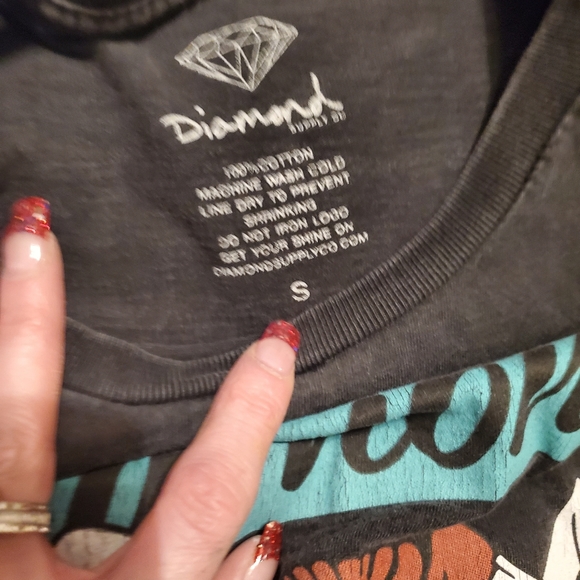 Diamond
SUPPLY CO
100% COTTON
MACHINE WASH COLD
LINE DRY TO PREVENT
SHRINKING
DO NOT IRON LOGO
GET YOUR SHINE ON
DIAMONDSUPPLYCO.COM
S